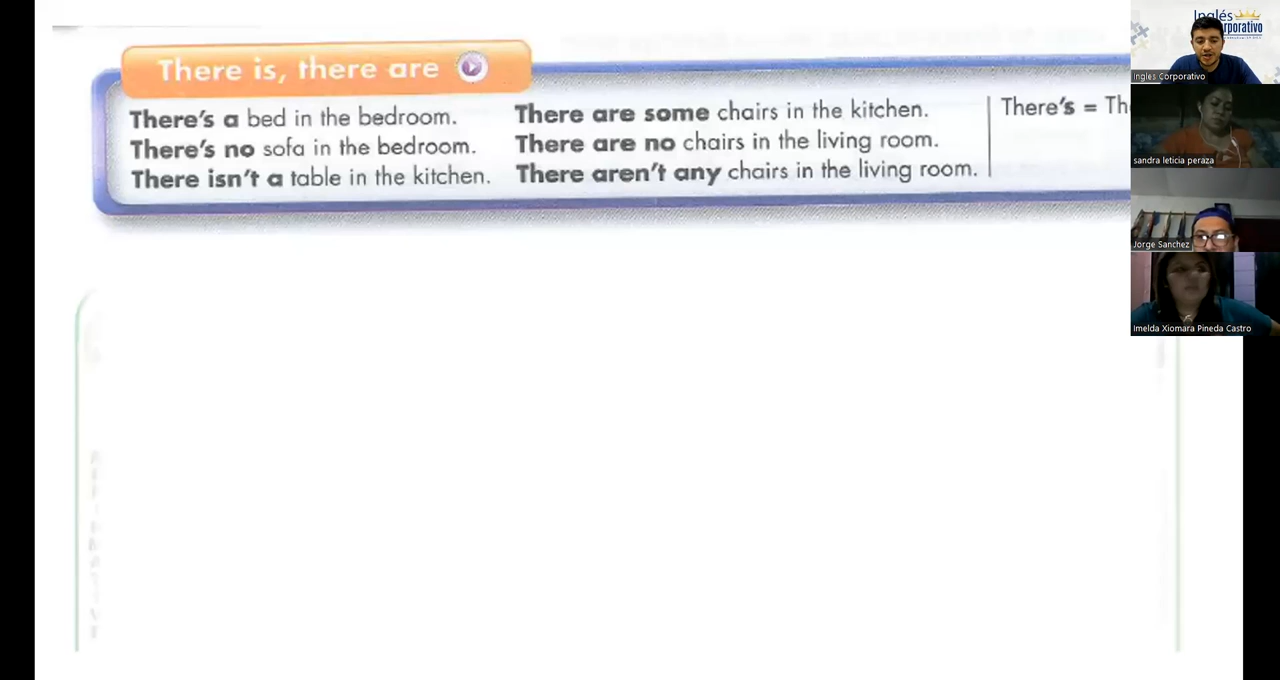 There is, there are
There's a bed in the bedroom.
There's no sofa in the bedroom.
There isn't a table in the kitchen.
There are some chairs in the kitchen.
There are no chairs in the living room.
There aren't any chairs in the living room.
There's =
Inglés
Corporativo
Ingles Corporativo
sandra leticia peraza
Jorge Sanchez
Imelda Xiomara Pineda Castro